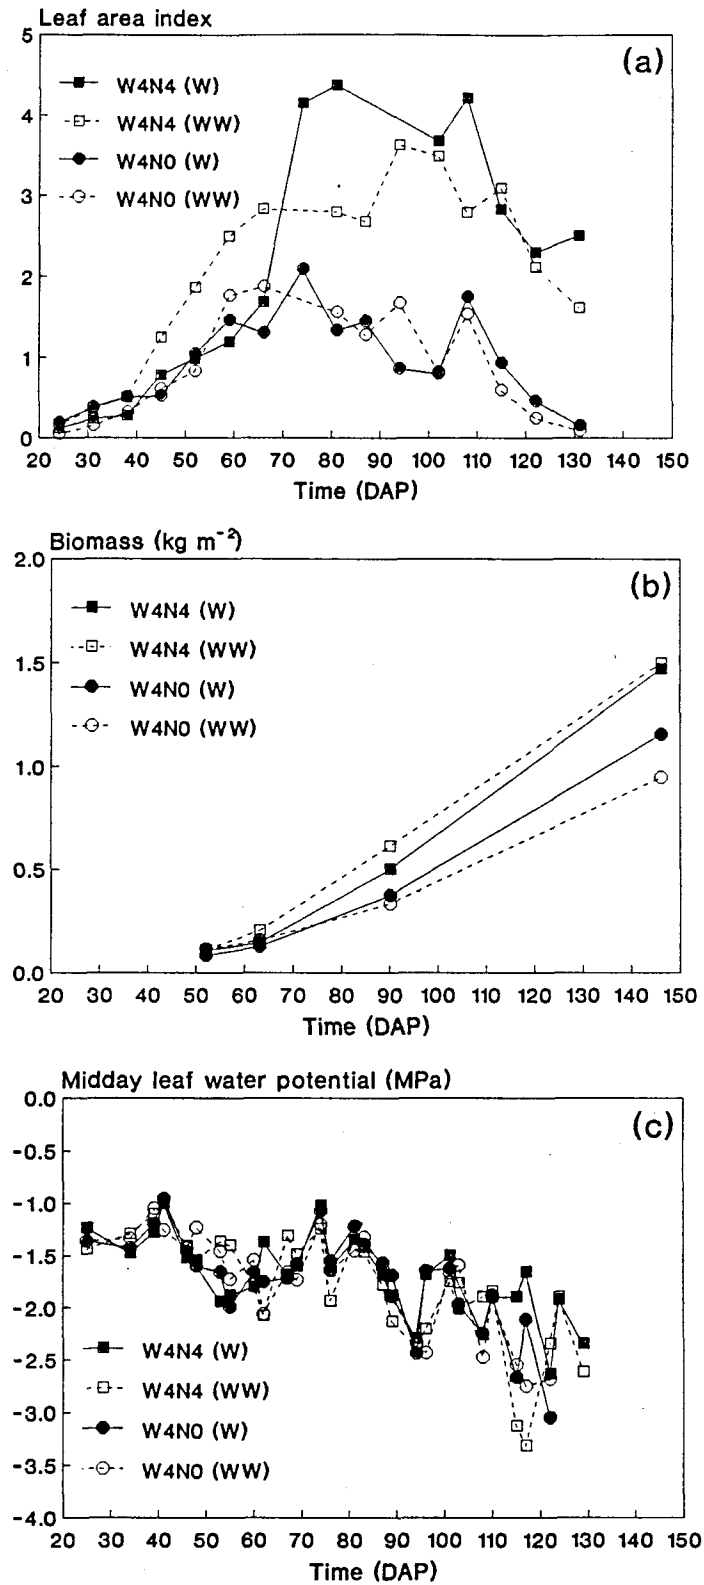 Leaf area index
5
(a)
W4N4 (W)
4
W4N4 (WW)
W4N0 (W)
3
W4N0 (WW)
2
1
0
20 30 40 50 60 70 80 90 100 110 120 130 140 150
Time (DAP)
Biomass (kg m⁻²)
2.0
(b)
W4N4 (W)
W4N4 (WW)
1.5
W4N0 (W)
W4N0 (WW)
1.0
0.5
0.0
20 30 40 50 60 70 80 90 100 110 120 130 140 150
Time (DAP)
Midday leaf water potential (MPa)
0.0
(c)
-0.5
-1.0
-1.5
-2.0
W4N4 (W)
-2.5
W4N4 (WW)
-3.0
W4N0 (W)
-3.5
W4N0 (WW)
-4.0
20 30 40 50 60 70 80 90 100 110 120 130 140 150
Time (DAP)